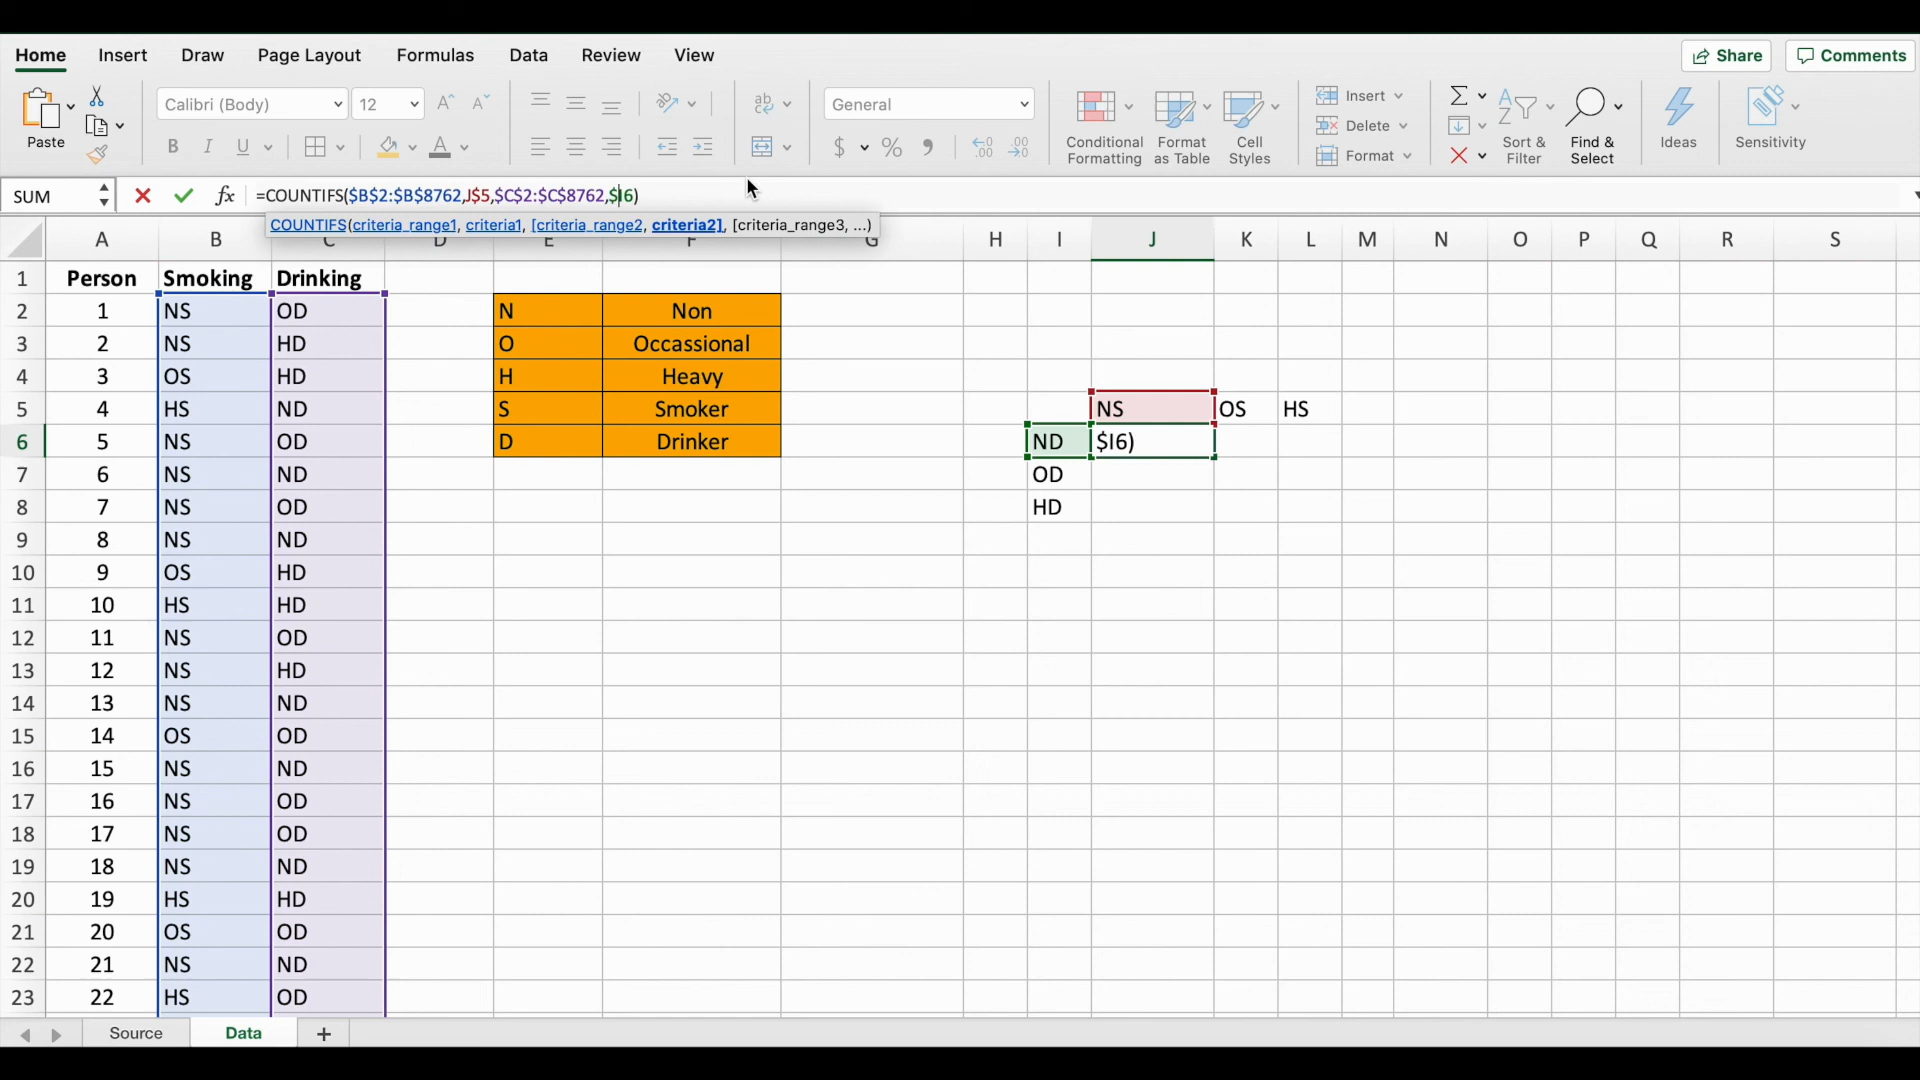 Home Insert Draw Page Layout Formulas Data Review View Share Comments
Paste Calibri (Body) 12 General Conditional Formatting Format as Table Cell Styles Insert Delete Format Sort & Filter Find & Select Ideas Sensitivity
B I U A ab $ % Σ
SUM fx =COUNTIFS($B$2:$B$8762,J$5,$C$2:$C$8762,$I6)
COUNTIFS(criteria_range1, criteria1, [criteria_range2, criteria2], [criteria_range3, ...)
A B C D E F G H I J K L M N O P Q R S
1 Person Smoking Drinking
2 1 NS OD N Non
3 2 NS HD O Occassional
4 3 OS HD H Heavy
5 4 HS ND S Smoker NS OS HS
6 5 NS OD D Drinker ND $I6)
7 6 NS ND OD
8 7 NS OD HD
9 8 NS ND
10 9 OS HD
11 10 HS HD
12 11 NS OD
13 12 NS HD
14 13 NS ND
15 14 OS OD
16 15 NS ND
17 16 NS OD
18 17 NS OD
19 18 NS ND
20 19 HS HD
21 20 OS OD
22 21 NS ND
23 22 HS OD
Source Data +